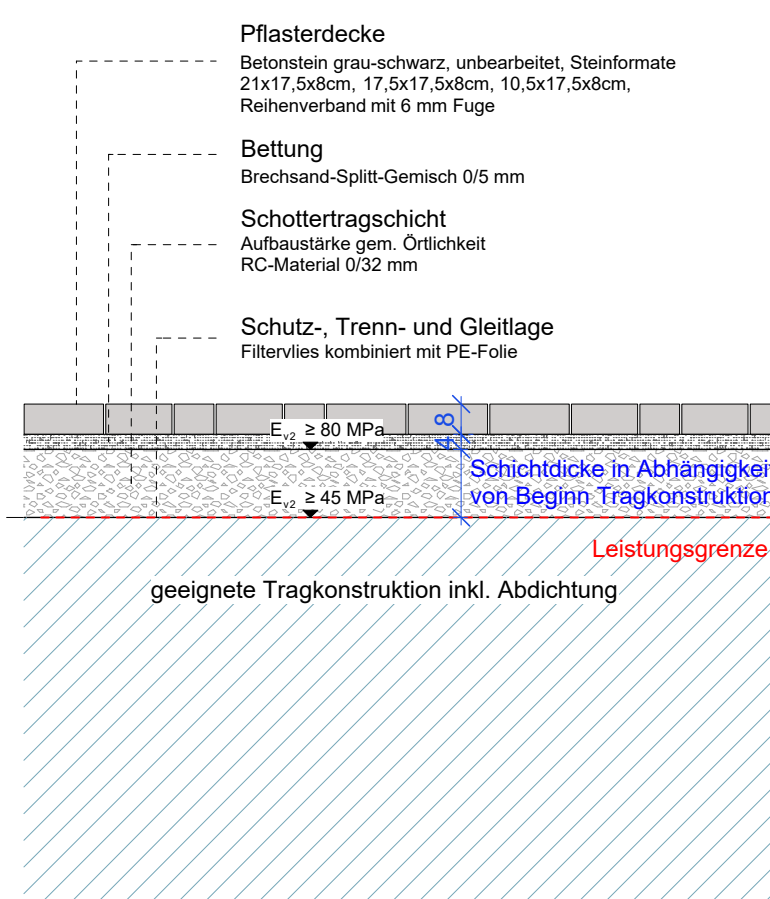 Pflasterdecke
Betonstein grau-schwarz, unbearbeitet, Steinformate
21x17,5x8cm, 17,5x17,5x8cm, 10,5x17,5x8cm,
Reihenverband mit 6 mm Fuge
Bettung
Brechsand-Splitt-Gemisch 0/5 mm
Schottertragschicht
Aufbaustärke gem. Örtlichkeit
RC-Material 0/32 mm
Schutz-, Trenn- und Gleitlage
Filtervlies kombiniert mit PE-Folie
8
4
Ev2 ≥ 80 MPa
Schichtdicke in Abhängigkeit
von Beginn Tragkonstruktion
Ev2 ≥ 45 MPa
Leistungsgrenze
geeignete Tragkonstruktion inkl. Abdichtung